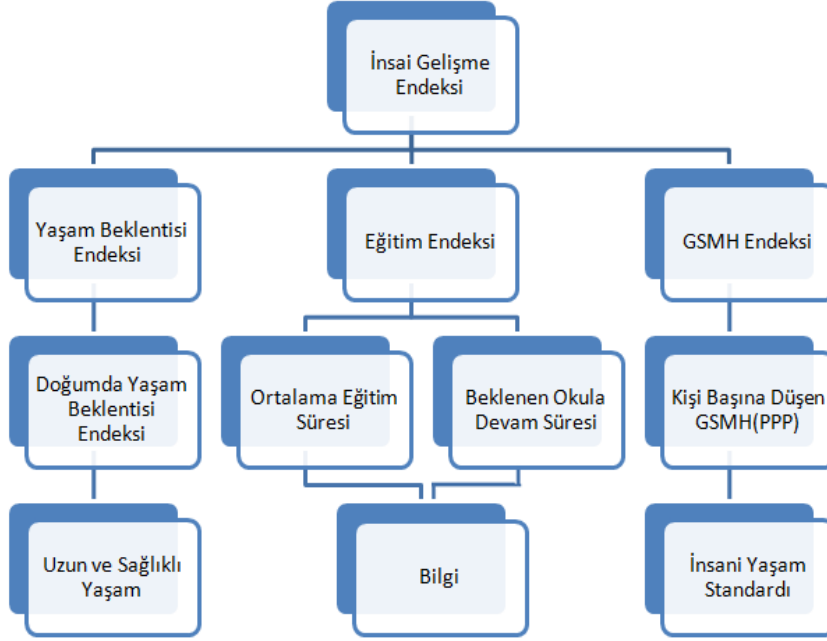 İnsai Gelişme
Endeksi
Yaşam Beklentisi
Endeksi
Eğitim Endeksi
GSMH Endeksi
Doğumda Yaşam
Beklentisi
Endeksi
Ortalama Eğitim
Süresi
Beklenen Okula
Devam Süresi
Kişi Başına Düşen
GSMH(PPP)
Uzun ve Sağlıklı
Yaşam
Bilgi
İnsani Yaşam
Standardı